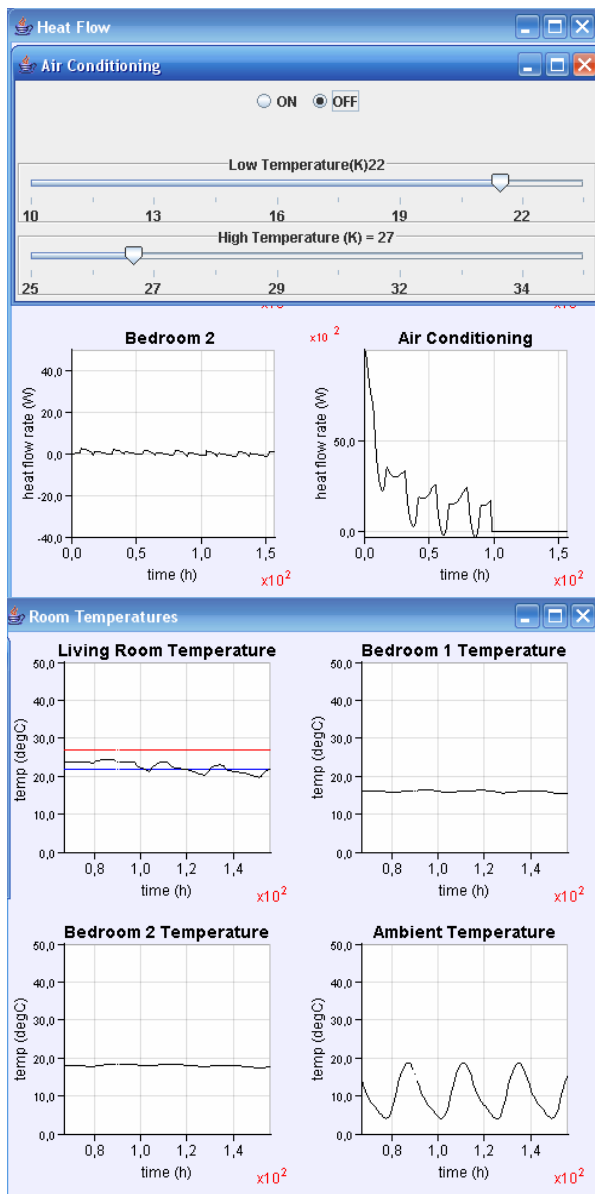 Heat Flow
Air Conditioning
ON OFF
Low Temperature(K)22
10 13 16 19 22
High Temperature (K) = 27
25 27 29 32 34
x10 2
Bedroom 2
Air Conditioning
heat flow rate (W)
40,0
20,0
0,0
-20,0
-40,0
0,0 0,5 1,0 1,5
time (h)
x10 2
heat flow rate (W)
50,0
0,0
0,0 0,5 1,0 1,5
time (h)
x10 2
Room Temperatures
Living Room Temperature
Bedroom 1 Temperature
temp (degC)
50,0
40,0
30,0
20,0
10,0
0,0
0,8 1,0 1,2 1,4
time (h)
x10 2
temp (degC)
50,0
40,0
30,0
20,0
10,0
0,0
0,8 1,0 1,2 1,4
time (h)
x10 2
Bedroom 2 Temperature
Ambient Temperature
temp (degC)
50,0
40,0
30,0
20,0
10,0
0,0
0,8 1,0 1,2 1,4
time (h)
x10 2
temp (degC)
50,0
40,0
30,0
20,0
10,0
0,0
0,8 1,0 1,2 1,4
time (h)
x10 2